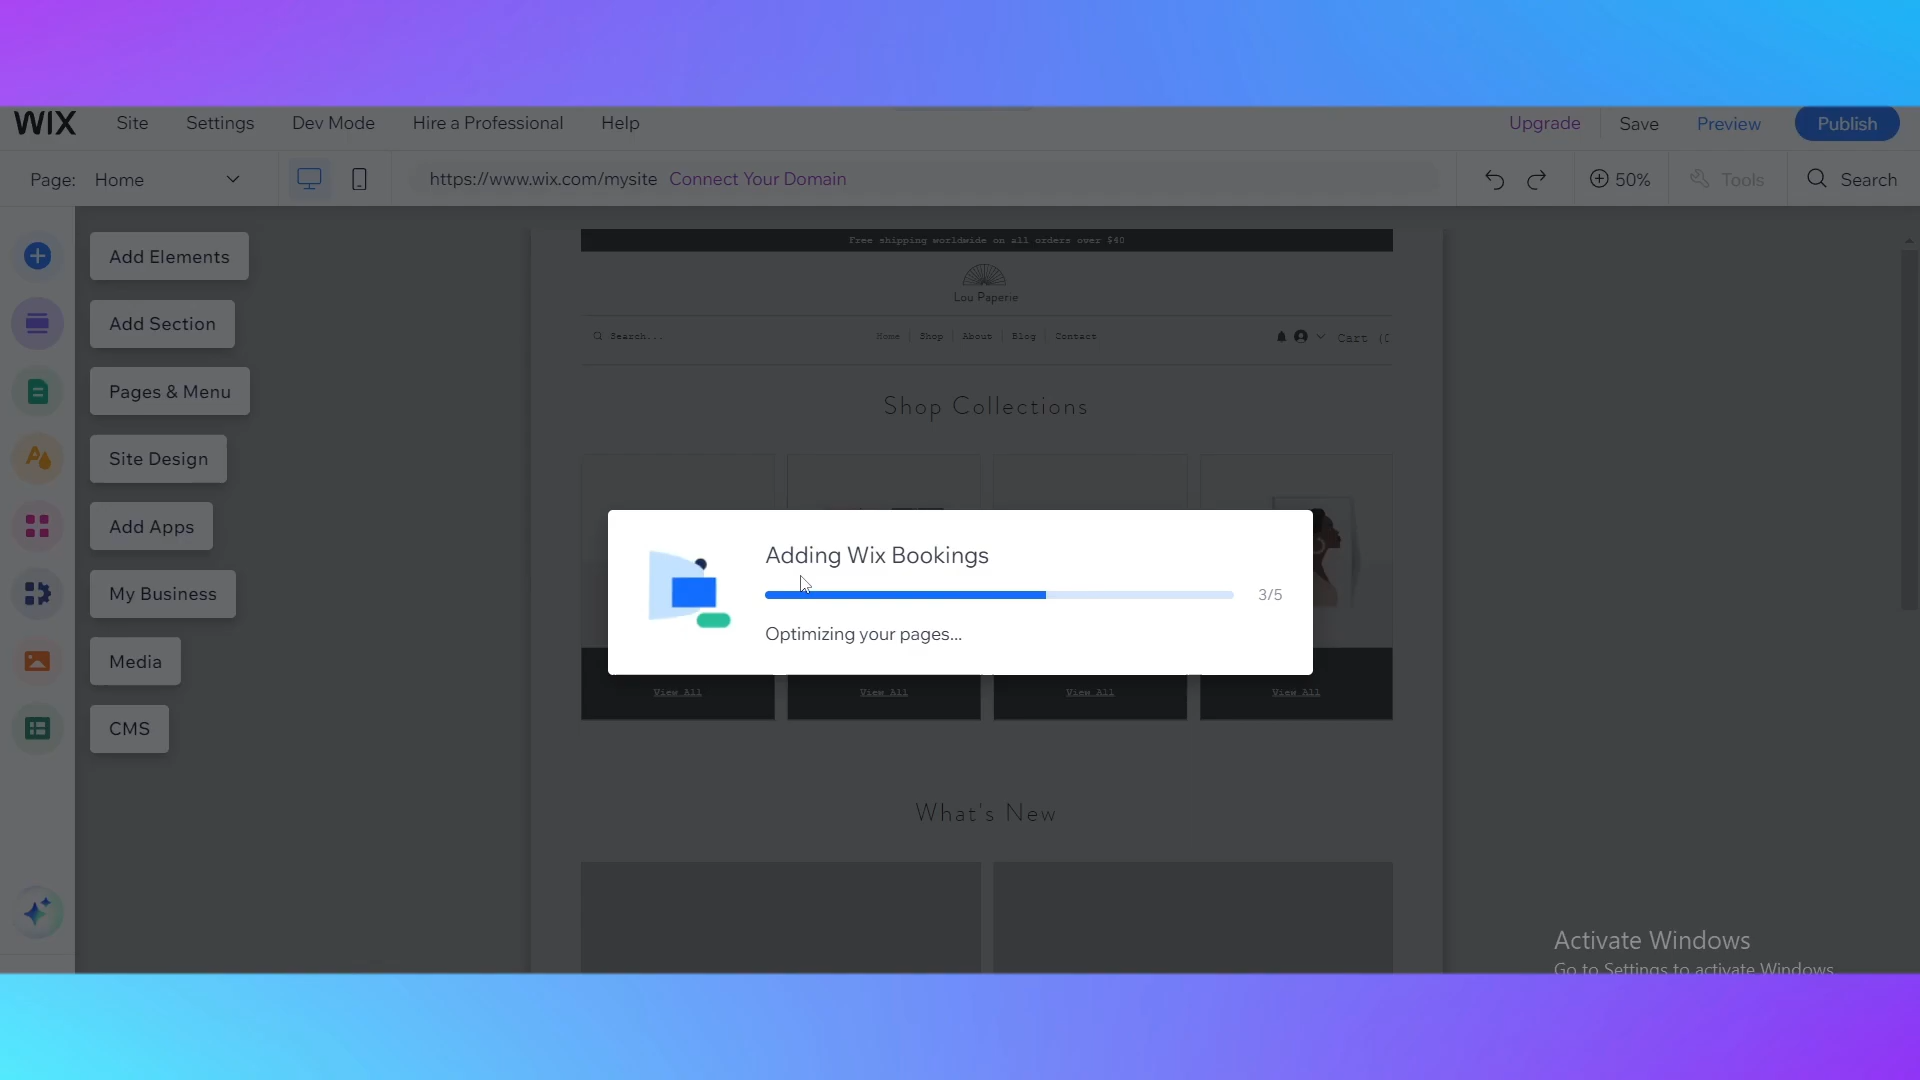 WIX Site Settings Dev Mode Hire a Professional Help Upgrade Save Preview Publish
Page: Home https://www.wix.com/mysite Connect Your Domain 50% Tools Search
Add Elements
Add Section
Pages & Menu
Site Design
Add Apps
My Business
Media
CMS
Free shipping worldwide on all orders over $40
Lou Paperie
Search... Home Shop About Blog Contact Cart (0
Shop Collections
Adding Wix Bookings
3/5
Optimizing your pages...
View All View All View All View All
What's New
Activate Windows
Go to Settings to activate Windows